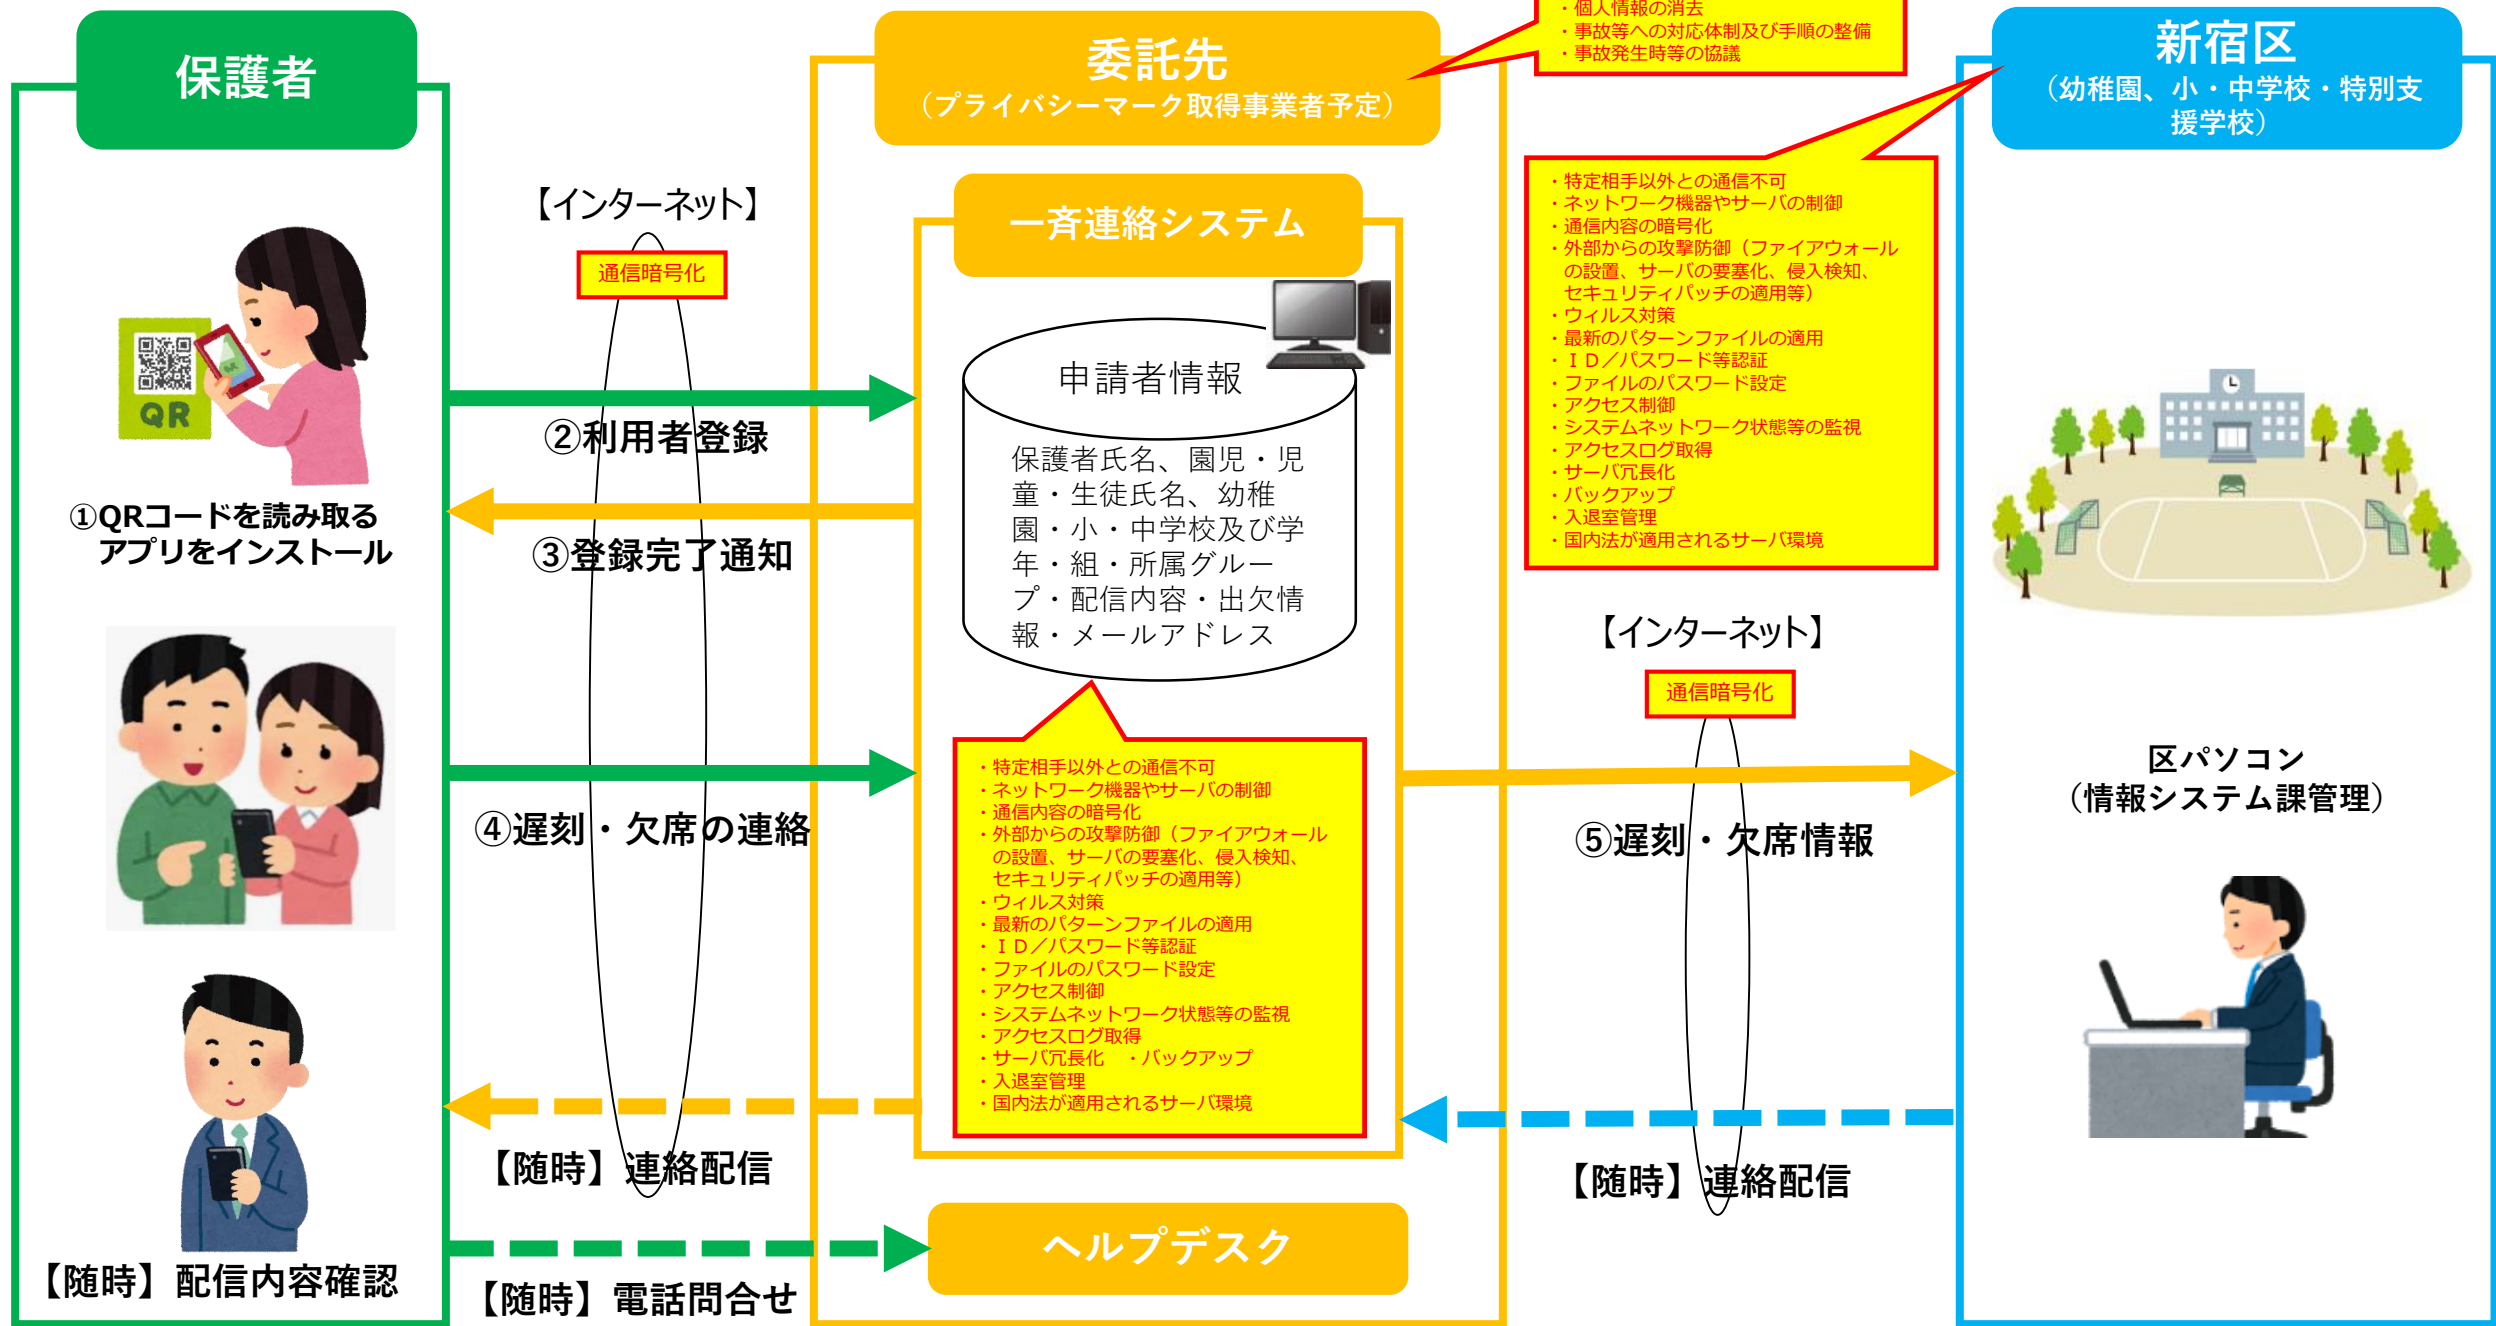 保護者
①QRコードを読み取る
アプリをインストール
QR
【随時】配信内容確認
【インターネット】
通信暗号化
②利用者登録
③登録完了通知
④遅刻・欠席の連絡
【随時】連絡配信
【随時】電話問合せ
委託先
（プライバシーマーク取得事業者予定）
・個人情報の消去
・事故等への対応体制及び手順の整備
・事故発生時等の協議
一斉連絡システム
申請者情報
保護者氏名、園児・児
童・生徒氏名、幼稚
園・小・中学校及び学
年・組・所属グルー
プ・配信内容・出欠情
報・メールアドレス
・特定相手以外との通信不可
・ネットワーク機器やサーバの制御
・通信内容の暗号化
・外部からの攻撃防御（ファイアウォール
の設置、サーバの要塞化、侵入検知、
セキュリティパッチの適用等）
・ウィルス対策
・最新のパターンファイルの適用
・ＩＤ／パスワード等認証
・ファイルのパスワード設定
・アクセス制御
・システムネットワーク状態等の監視
・アクセスログ取得
・サーバ冗長化　・バックアップ
・入退室管理
・国内法が適用されるサーバ環境
ヘルプデスク
新宿区
（幼稚園、小・中学校・特別支
援学校）
・特定相手以外との通信不可
・ネットワーク機器やサーバの制御
・通信内容の暗号化
・外部からの攻撃防御（ファイアウォール
の設置、サーバの要塞化、侵入検知、
セキュリティパッチの適用等）
・ウィルス対策
・最新のパターンファイルの適用
・ＩＤ／パスワード等認証
・ファイルのパスワード設定
・アクセス制御
・システムネットワーク状態等の監視
・アクセスログ取得
・サーバ冗長化
・バックアップ
・入退室管理
・国内法が適用されるサーバ環境
【インターネット】
通信暗号化
⑤遅刻・欠席情報
【随時】連絡配信
区パソコン
（情報システム課管理）